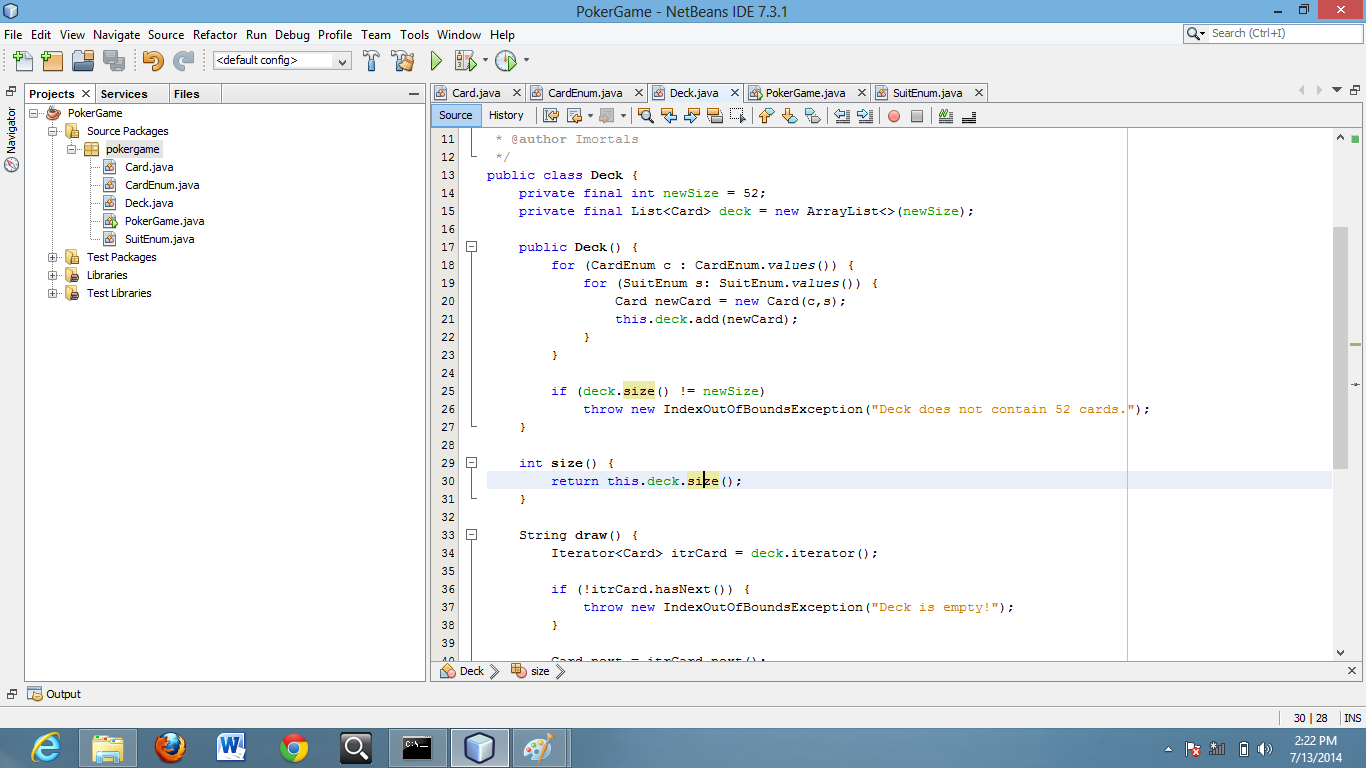 PokerGame - NetBeans IDE 7.3.1
File Edit View Navigate Source Refactor Run Debug Profile Team Tools Window Help
Search (Ctrl+I)
<default config>
Projects Services Files
Navigator
PokerGame
Source Packages
pokergame
Card.java
CardEnum.java
Deck.java
PokerGame.java
SuitEnum.java
Test Packages
Libraries
Test Libraries
Card.java CardEnum.java Deck.java PokerGame.java SuitEnum.java
Source History
11 * @author Imortals
12 */
13 public class Deck {
14 private final int newSize = 52;
15 private final List<Card> deck = new ArrayList<>(newSize);
16
17 public Deck() {
18 for (CardEnum c : CardEnum.values()) {
19 for (SuitEnum s: SuitEnum.values()) {
20 Card newCard = new Card(c,s);
21 this.deck.add(newCard);
22 }
23 }
24
25 if (deck.size() != newSize)
26 throw new IndexOutOfBoundsException("Deck does not contain 52 cards.");
27 }
28
29 int size() {
30 return this.deck.size();
31 }
32
33 String draw() {
34 Iterator<Card> itrCard = deck.iterator();
35
36 if (!itrCard.hasNext()) {
37 throw new IndexOutOfBoundsException("Deck is empty!");
38 }
39
40 Card next = itrCard.next();
Deck size
Output
30 | 28 INS
2:22 PM
7/13/2014